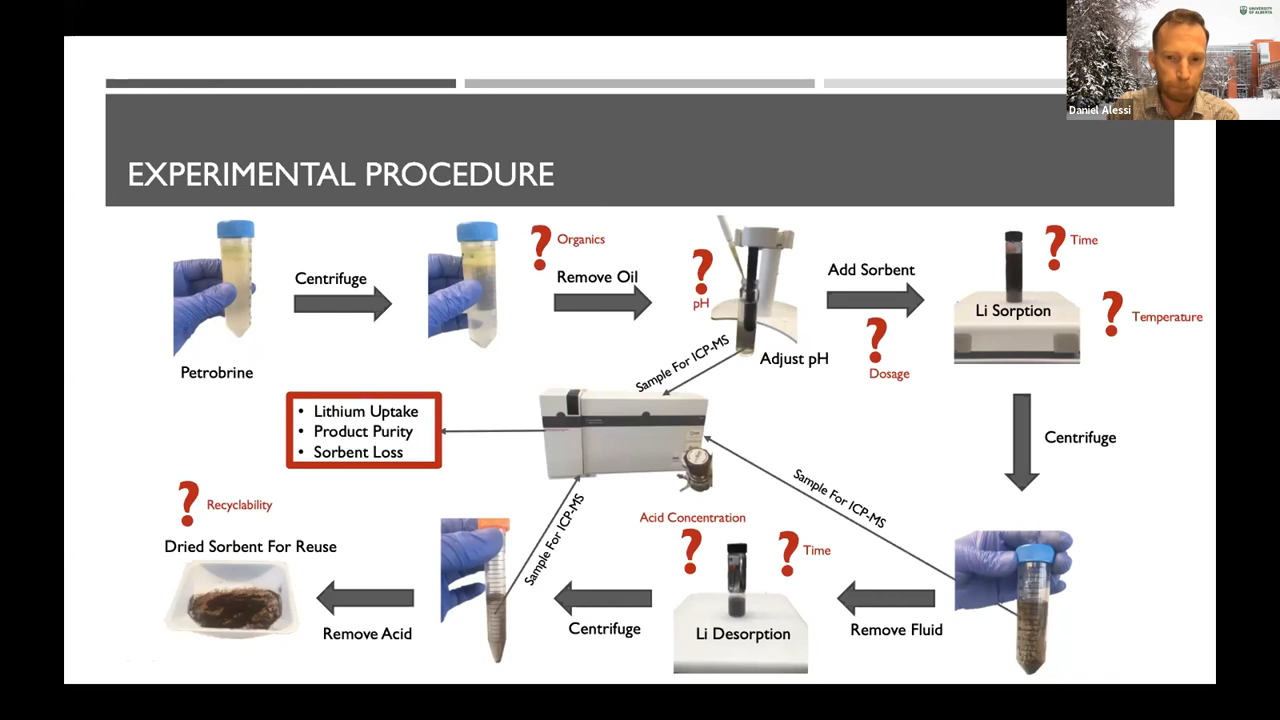 UNIVERSITY
OF ALBERTA
Daniel Alessi
EXPERIMENTAL PROCEDURE
Petrobrine
Centrifuge
Organics
Remove Oil
pH
Adjust pH
Sample For ICP-MS
Add Sorbent
Dosage
Time
Li Sorption
Temperature
Centrifuge
Sample For ICP-MS
Remove Fluid
Acid Concentration
Time
Li Desorption
Centrifuge
Sample For ICP-MS
• Lithium Uptake
• Product Purity
• Sorbent Loss
Remove Acid
Recyclability
Dried Sorbent For Reuse